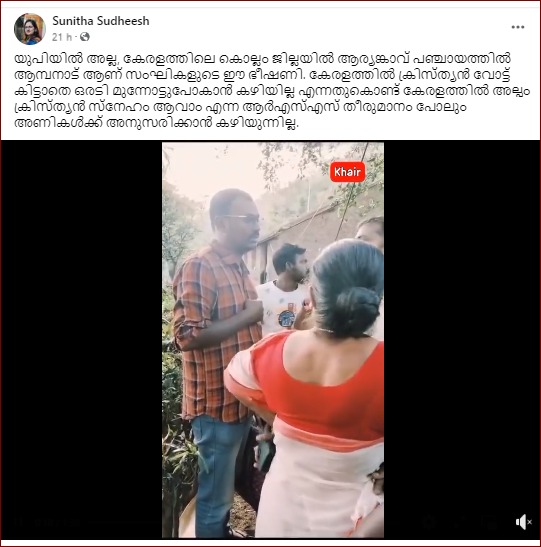 Sunitha Sudheesh
21 h ·
യുപിയിൽ അല്ല, കേരളത്തിലെ കൊല്ലം ജില്ലയിൽ ആര്യങ്കാവ് പഞ്ചായത്തിൽ
ആമ്പനാട് ആണ് സംഘികളുടെ ഈ ഭീഷണി. കേരളത്തിൽ ക്രിസ്ത്യൻ വോട്ട്
കിട്ടാതെ ഒരടി മുന്നോട്ടുപോകാൻ കഴിയില്ല എന്നതുകൊണ്ട് കേരളത്തിൽ അല്പം
ക്രിസ്ത്യൻ സ്നേഹം ആവാം എന്ന ആർഎസ്എസ് തീരുമാനം പോലും
അണികൾക്ക് അനുസരിക്കാൻ കഴിയുന്നില്ല.
Khair